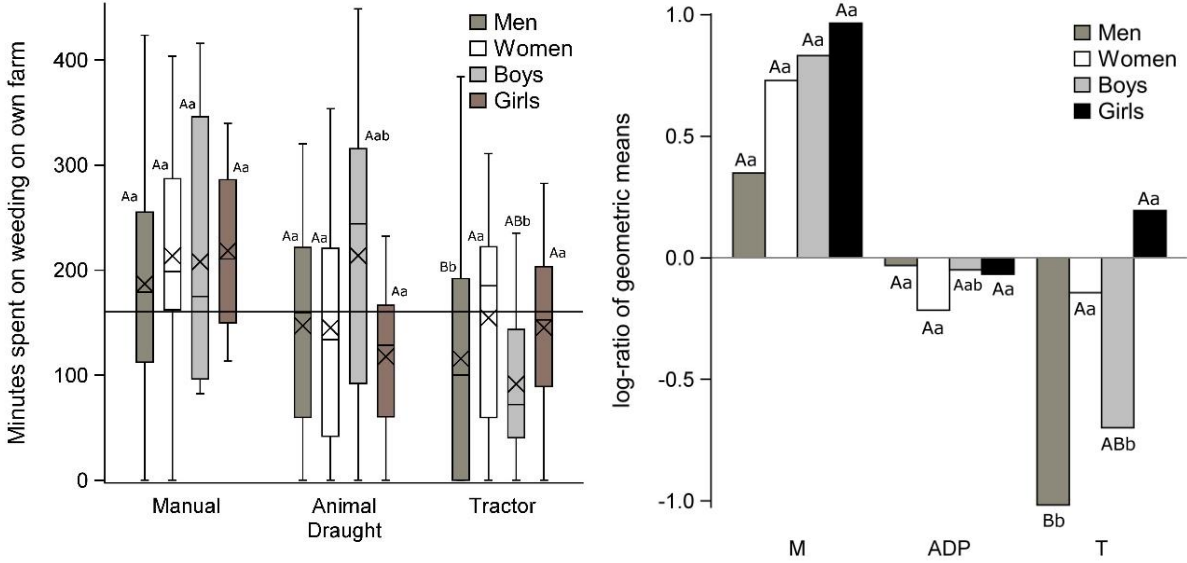 Minutes spent on weeding on own farm
400
300
200
100
0
Men
Women
Boys
Girls
Aa
Aa
Aa
Aa
Aa
Aa
Aab
Aa
Bb
Aa
ABb
Aa
Manual
Animal
Draught
Tractor
log-ratio of geometric means
1.0
0.5
0.0
-0.5
-1.0
Men
Women
Boys
Girls
Aa
Aa
Aa
Aa
Aa
Aa
Aab
Aa
Bb
Aa
ABb
Aa
M
ADP
T